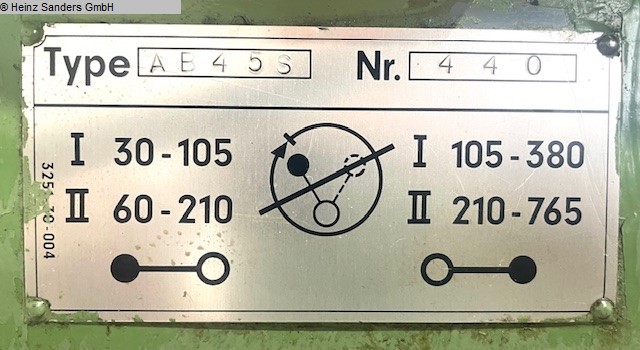 © Heinz Sanders GmbH
Type AB45S Nr. 440
I 30-105 I 105-380
II 60-210 II 210-765